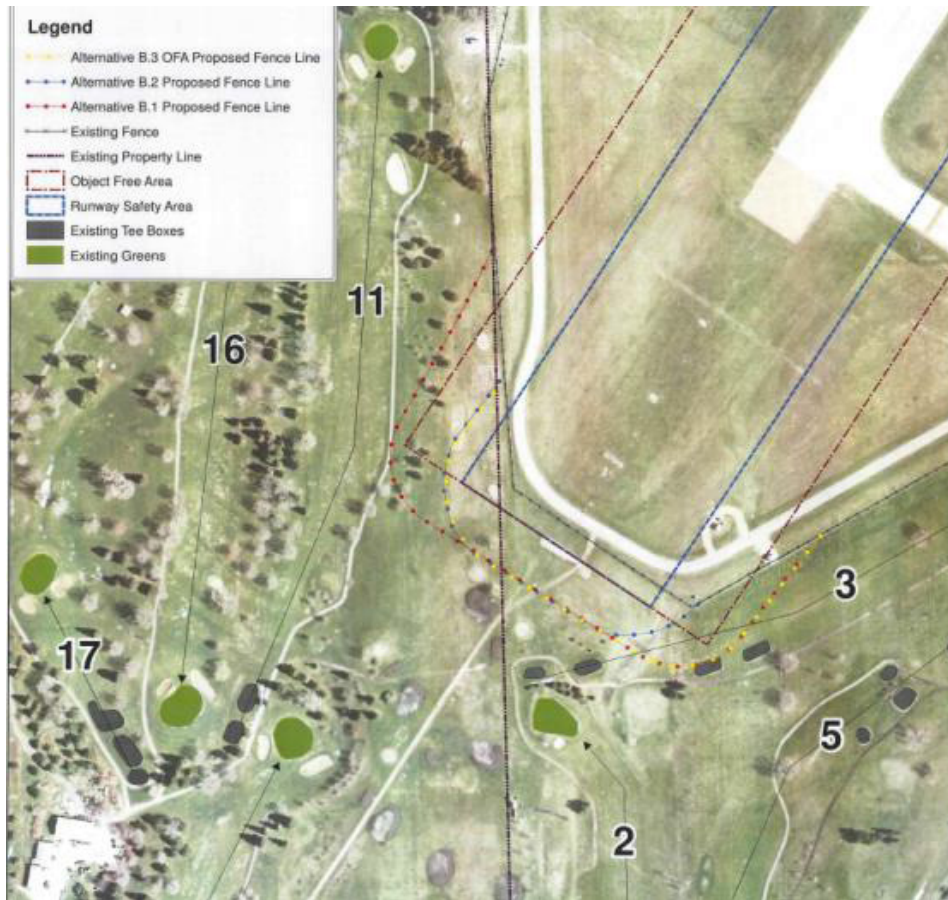 Legend
Alternative B.3 OFA Proposed Fence Line
Alternative B.2 Proposed Fence Line
Alternative B.1 Proposed Fence Line
Existing Fence
Existing Property Line
Object Free Area
Runway Safety Area
Existing Tee Boxes
Existing Greens
11
16
3
17
5
2